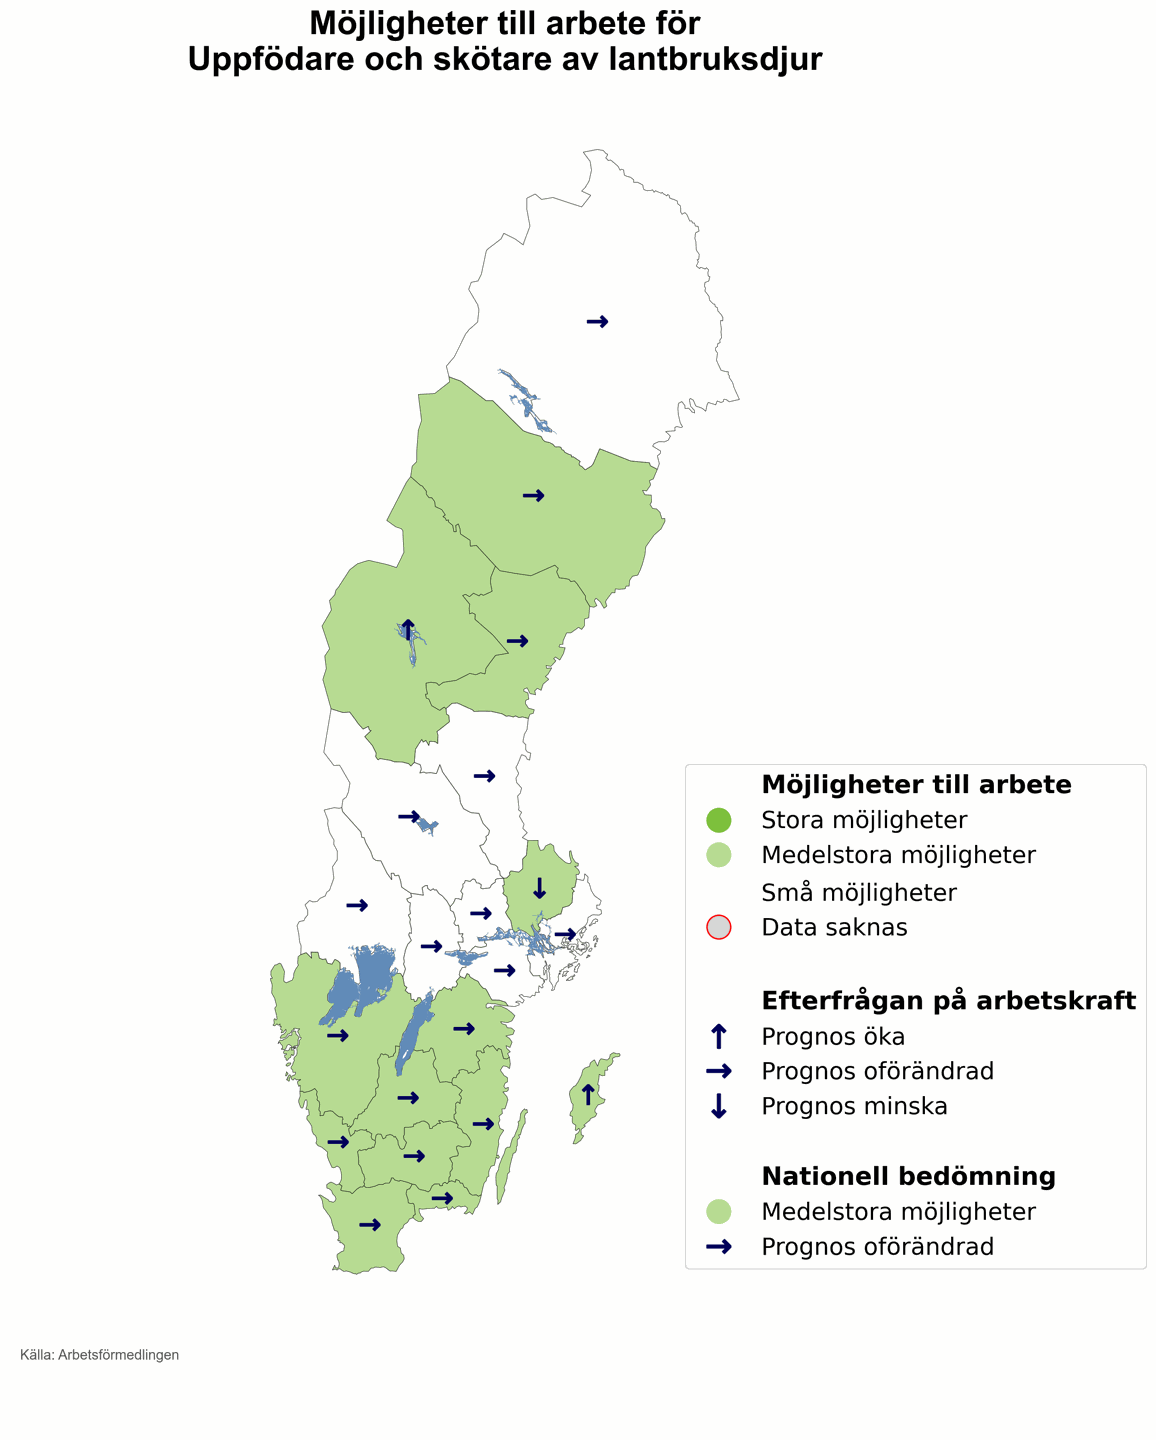 Möjligheter till arbete för
Uppfödare och skötare av lantbruksdjur
Möjligheter till arbete
Stora möjligheter
Medelstora möjligheter
Små möjligheter
Data saknas
Efterfrågan på arbetskraft
Prognos öka
Prognos oförändrad
Prognos minska
Nationell bedömning
Medelstora möjligheter
Prognos oförändrad
Källa: Arbetsförmedlingen